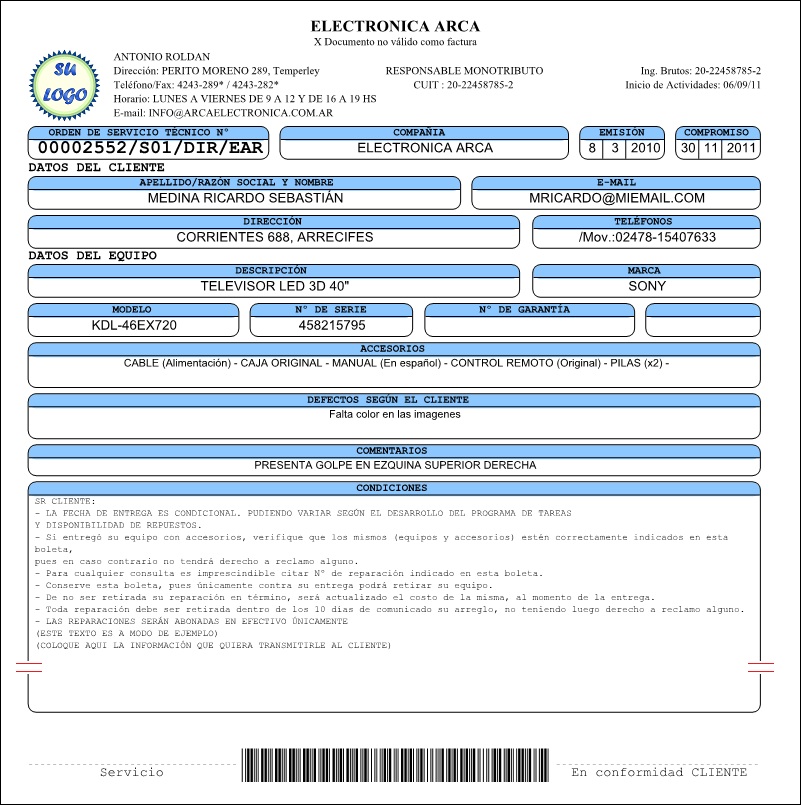 ELECTRONICA ARCA
X Documento no válido como factura
SU
LOGO
ANTONIO ROLDAN
Dirección: PERITO MORENO 289, Temperley
Teléfono/Fax: 4243-289* / 4243-282*
Horario: LUNES A VIERNES DE 9 A 12 Y DE 16 A 19 HS
E-mail: INFO@ARCAELECTRONICA.COM.AR
RESPONSABLE MONOTRIBUTO
CUIT : 20-22458785-2
Ing. Brutos: 20-22458785-2
Inicio de Actividades: 06/09/11
ORDEN DE SERVICIO TÉCNICO N°
00002552/S01/DIR/EAR
COMPAÑIA
ELECTRONICA ARCA
EMISIÓN
8 3 2010
COMPROMISO
30 11 2011
DATOS DEL CLIENTE
APELLIDO/RAZÓN SOCIAL Y NOMBRE
MEDINA RICARDO SEBASTIÁN
E-MAIL
MRICARDO@MIEMAIL.COM
DIRECCIÓN
CORRIENTES 688, ARRECIFES
TELÉFONOS
/Mov.:02478-15407633
DATOS DEL EQUIPO
DESCRIPCIÓN
TELEVISOR LED 3D 40"
MARCA
SONY
MODELO
KDL-46EX720
N° DE SERIE
458215795
N° DE GARANTÍA
ACCESORIOS
CABLE (Alimentación) - CAJA ORIGINAL - MANUAL (En español) - CONTROL REMOTO (Original) - PILAS (x2) -
DEFECTOS SEGÚN EL CLIENTE
Falta color en las imagenes
COMENTARIOS
PRESENTA GOLPE EN EZQUINA SUPERIOR DERECHA
CONDICIONES
SR CLIENTE:
- LA FECHA DE ENTREGA ES CONDICIONAL. PUDIENDO VARIAR SEGÚN EL DESARROLLO DEL PROGRAMA DE TAREAS
Y DISPONIBILIDAD DE REPUESTOS.
- Si entregó su equipo con accesorios, verifique que los mismos (equipos y accesorios) estén correctamente indicados en esta
boleta,
pues en caso contrario no tendrá derecho a reclamo alguno.
- Para cualquier consulta es imprescindible citar N° de reparación indicado en esta boleta.
- Conserve esta boleta, pues únicamente contra su entrega podrá retirar su equipo.
- De no ser retirada su reparación en término, será actualizado el costo de la misma, al momento de la entrega.
- Toda reparación debe ser retirada dentro de los 10 días de comunicado su arreglo, no teniendo luego derecho a reclamo alguno.
- LAS REPARACIONES SERÁN ABONADAS EN EFECTIVO ÚNICAMENTE
(ESTE TEXTO ES A MODO DE EJEMPLO)
(COLOQUE AQUI LA INFORMACIÓN QUE QUIERA TRANSMITIRLE AL CLIENTE)
Servicio
En conformidad CLIENTE